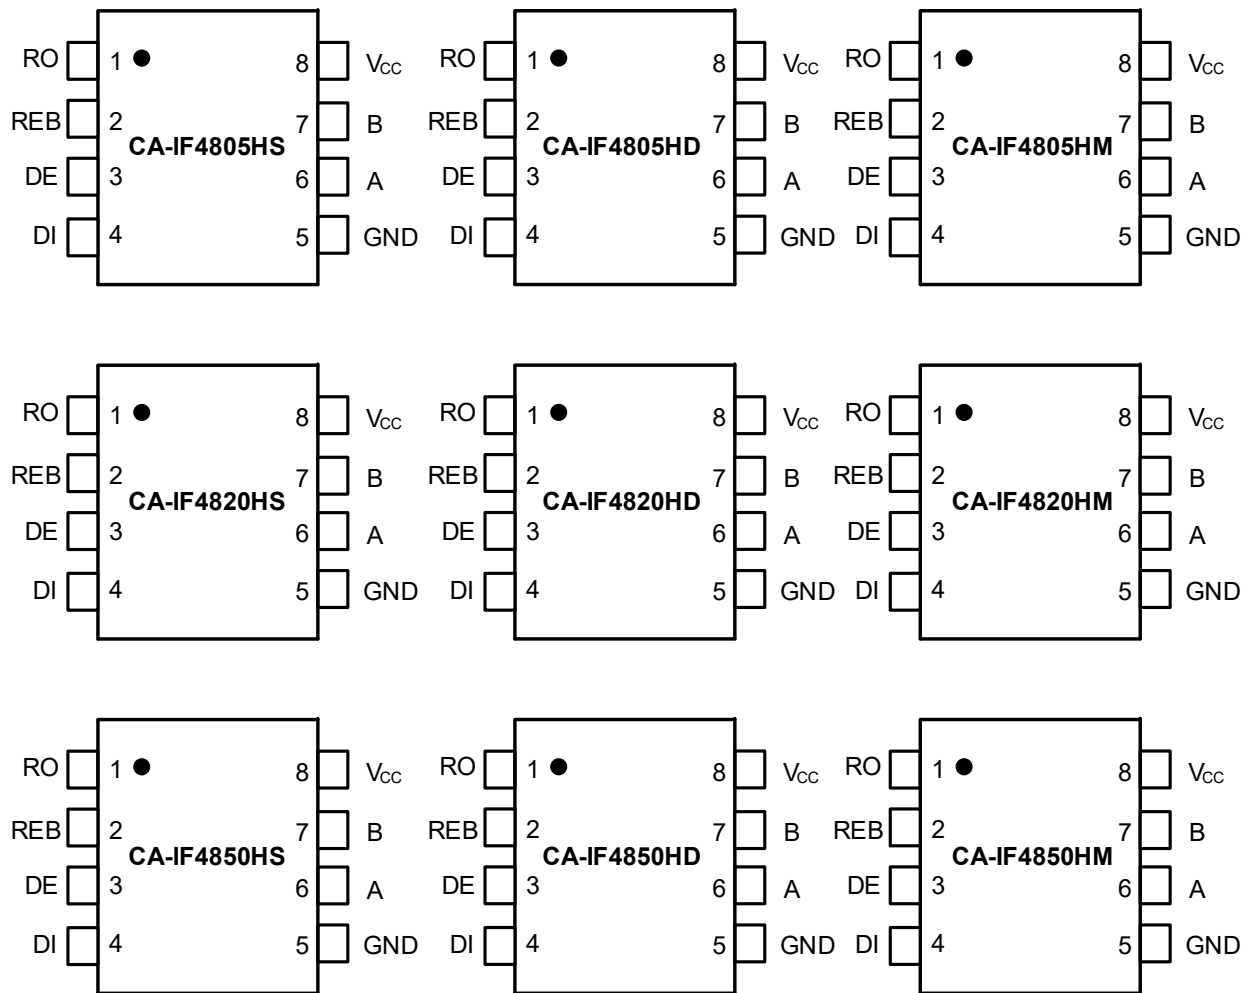 RO 1 8 VCC RO 1 8 VCC RO 1 8 VCC
REB 2 7 B REB 2 7 B REB 2 7 B
CA-IF4805HS CA-IF4805HD CA-IF4805HM
DE 3 6 A DE 3 6 A DE 3 6 A
DI 4 5 GND DI 4 5 GND DI 4 5 GND
RO 1 8 VCC RO 1 8 VCC RO 1 8 VCC
REB 2 7 B REB 2 7 B REB 2 7 B
CA-IF4820HS CA-IF4820HD CA-IF4820HM
DE 3 6 A DE 3 6 A DE 3 6 A
DI 4 5 GND DI 4 5 GND DI 4 5 GND
RO 1 8 VCC RO 1 8 VCC RO 1 8 VCC
REB 2 7 B REB 2 7 B REB 2 7 B
CA-IF4850HS CA-IF4850HD CA-IF4850HM
DE 3 6 A DE 3 6 A DE 3 6 A
DI 4 5 GND DI 4 5 GND DI 4 5 GND